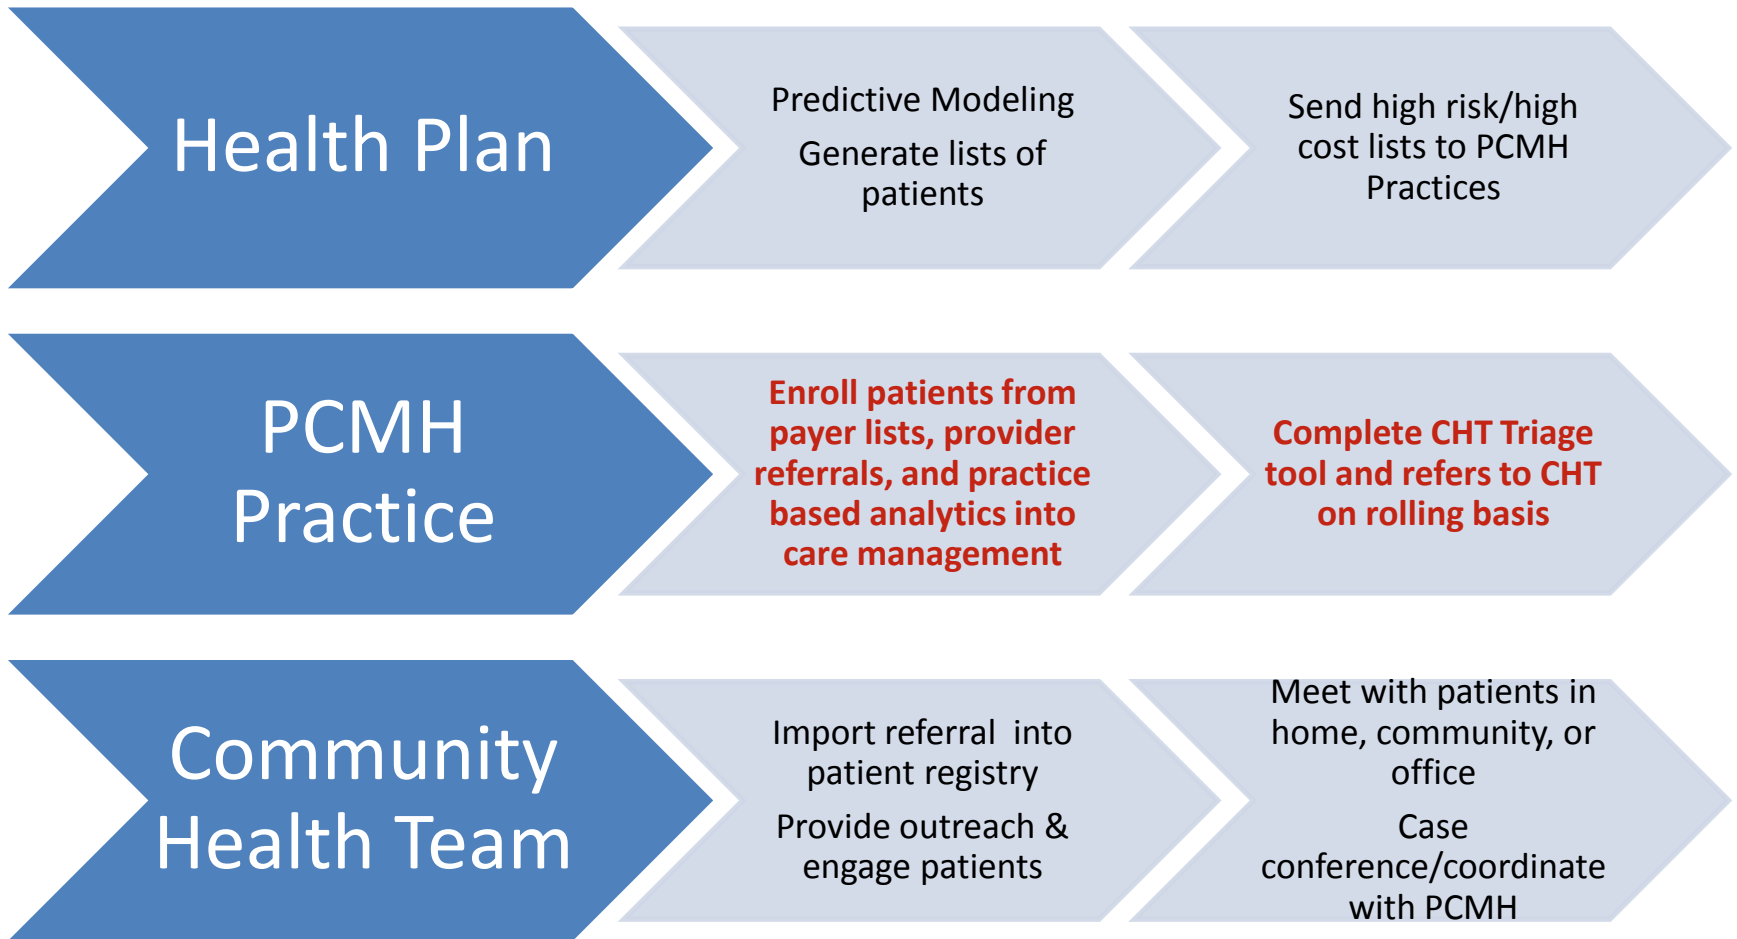 Health Plan
Predictive Modeling
Generate lists of
patients
Send high risk/high
cost lists to PCMH
Practices
PCMH
Practice
Enroll patients from
payer lists, provider
referrals, and practice
based analytics into
care management
Complete CHT Triage
tool and refers to CHT
on rolling basis
Community
Health Team
Import referral  into
patient registry
Provide outreach &
engage patients
Meet with patients in
home, community, or
office
Case
conference/coordinate
with PCMH